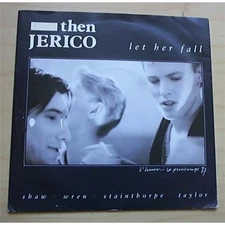 then
JERICO
let her fall
shaw - wren - stainthorpe - taylor